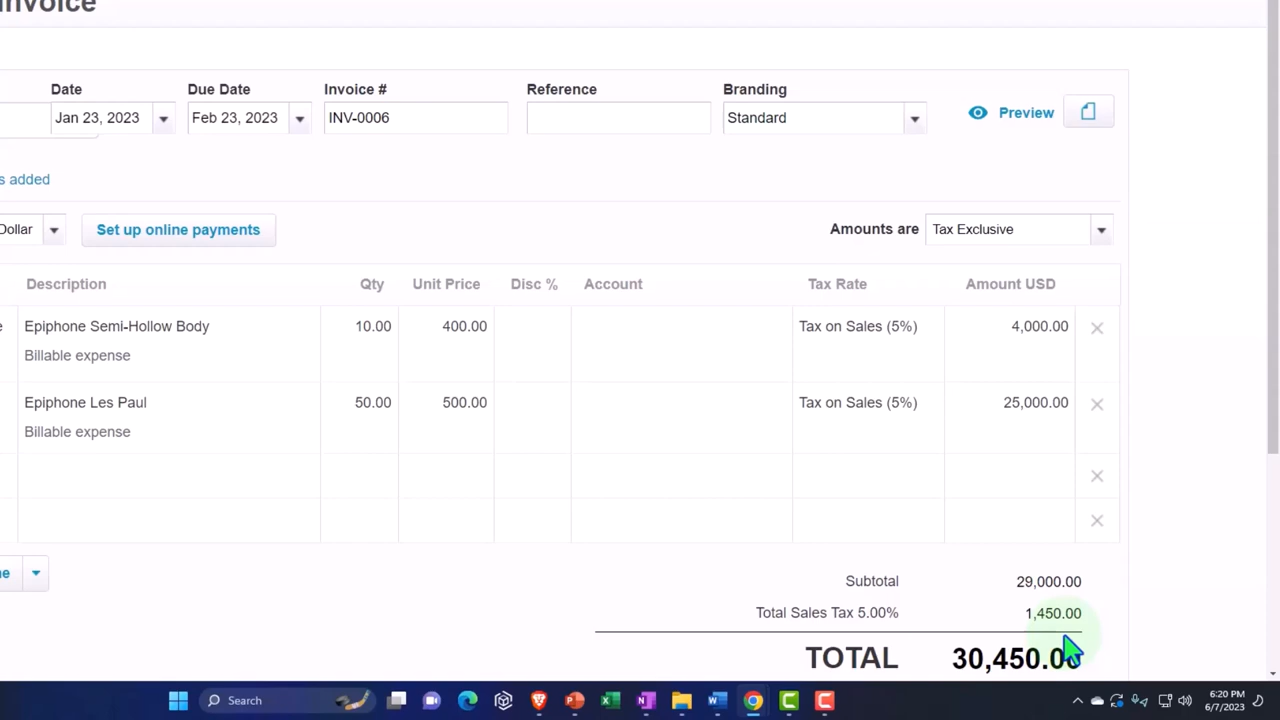 Invoice
Date
Due Date
Invoice #
Reference
Branding
Jan 23, 2023
Feb 23, 2023
INV-0006
Standard
Preview
s added
Dollar
Set up online payments
Amounts are
Tax Exclusive
Description
Qty
Unit Price
Disc %
Account
Tax Rate
Amount USD
e
Epiphone Semi-Hollow Body
10.00
400.00
Tax on Sales (5%)
4,000.00
Billable expense
Epiphone Les Paul
50.00
500.00
Tax on Sales (5%)
25,000.00
Billable expense
ne
Subtotal
29,000.00
Total Sales Tax 5.00%
1,450.00
TOTAL
30,450.00
Search
6:20 PM
6/7/2023